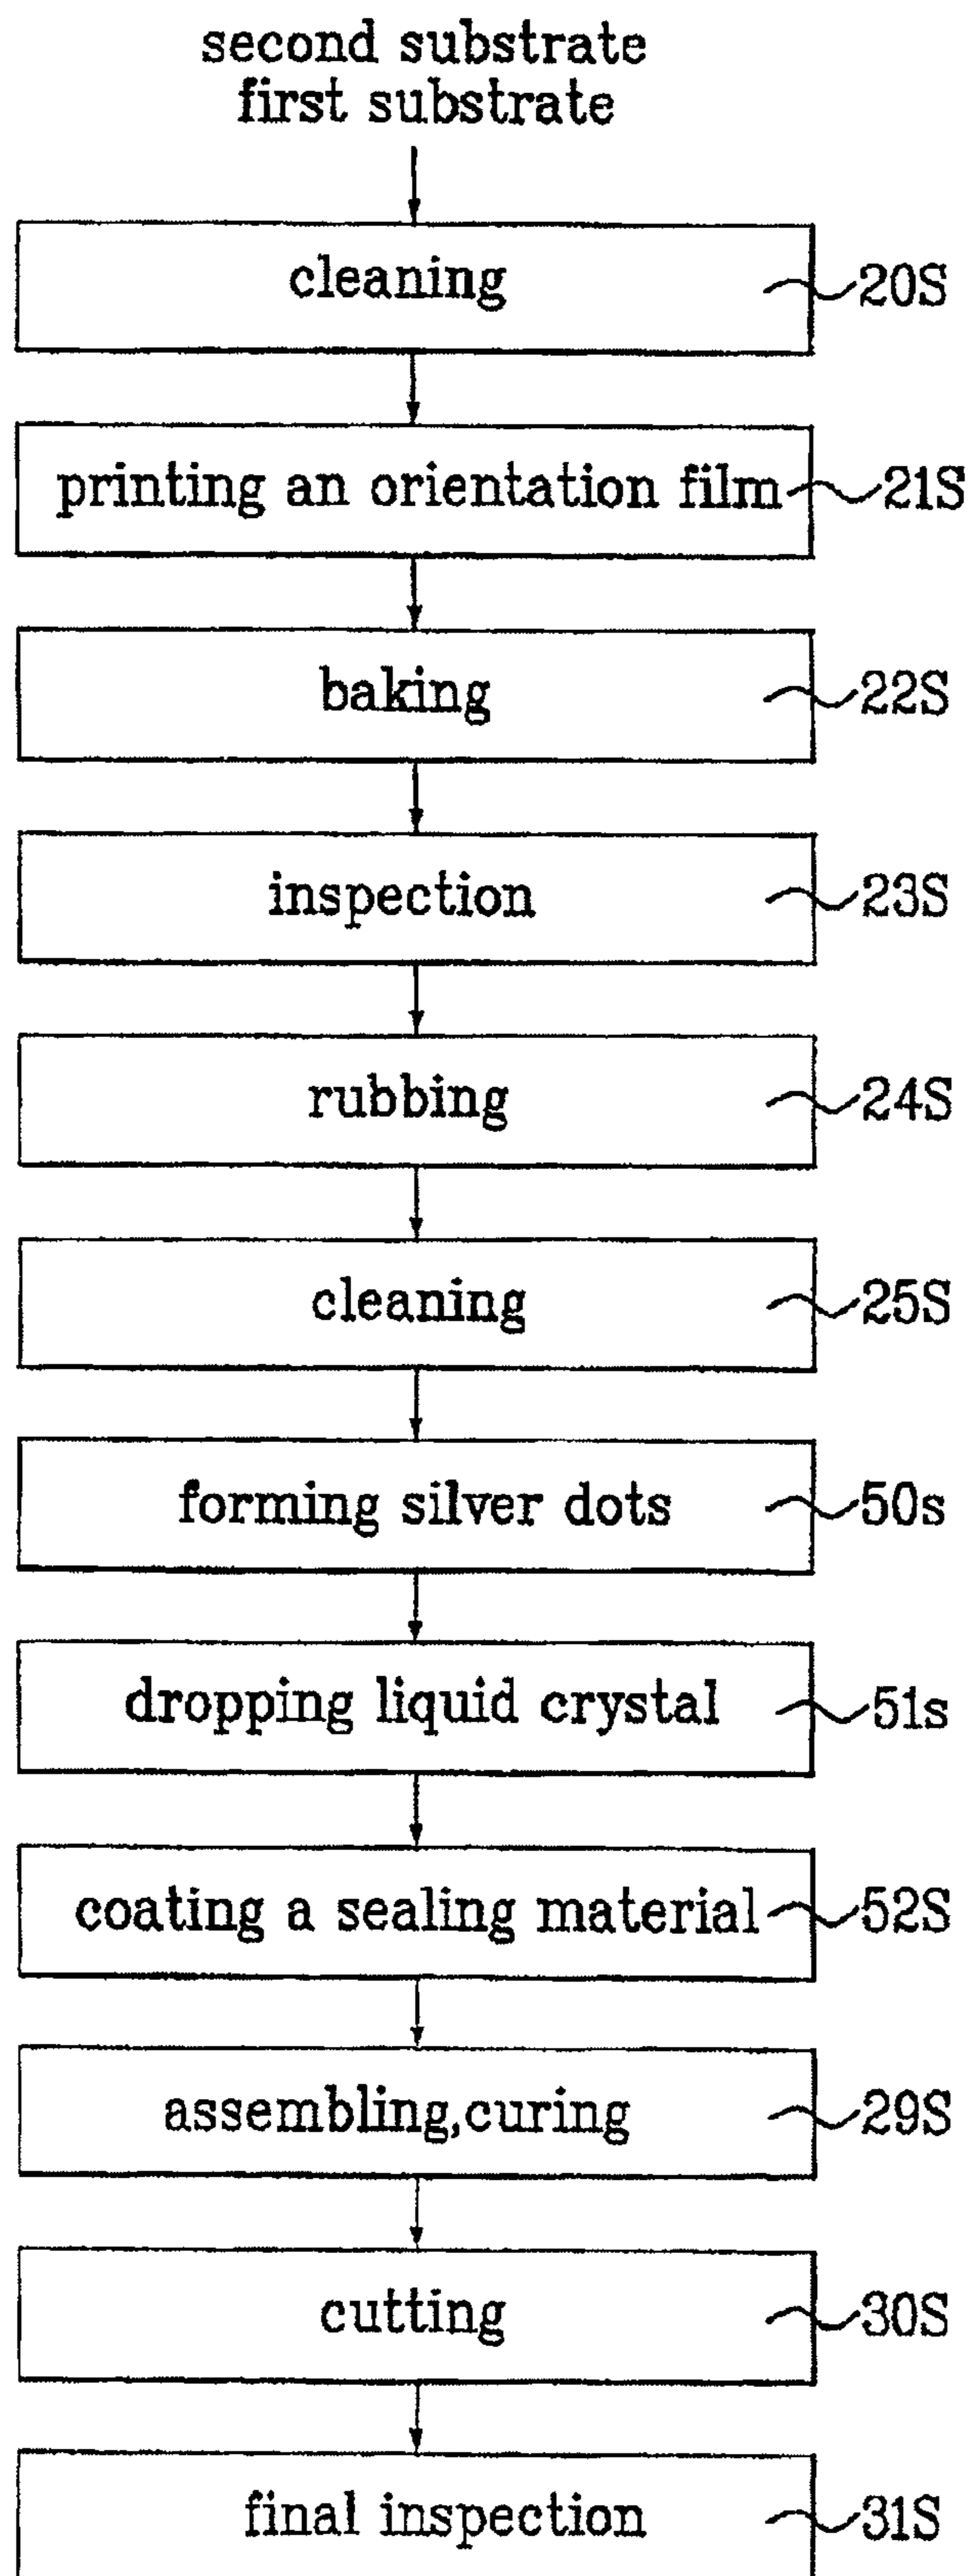 second substrate
first substrate
cleaning 20S
printing an orientation film 21S
baking 22S
inspection 23S
rubbing 24S
cleaning 25S
forming silver dots 50s
dropping liquid crystal 51s
coating a sealing material 52S
assembling,curing 29S
cutting 30S
final inspection 31S